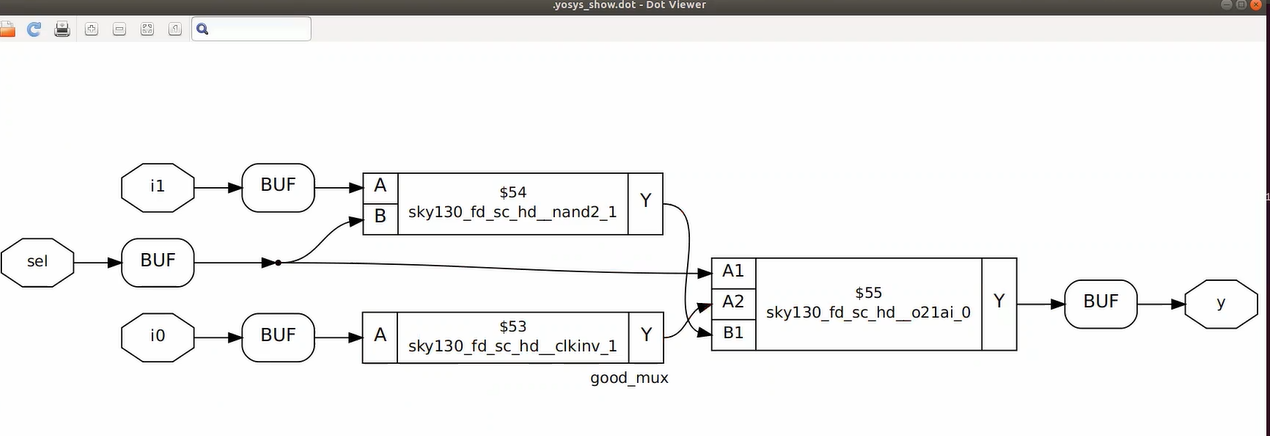 .yosys_show.dot - Dot Viewer
i1
BUF
A
B
$54
sky130_fd_sc_hd__nand2_1
Y
sel
BUF
i0
BUF
A
$53
sky130_fd_sc_hd__clkinv_1
Y
A1
A2
B1
$55
sky130_fd_sc_hd__o21ai_0
Y
BUF
y
good_mux